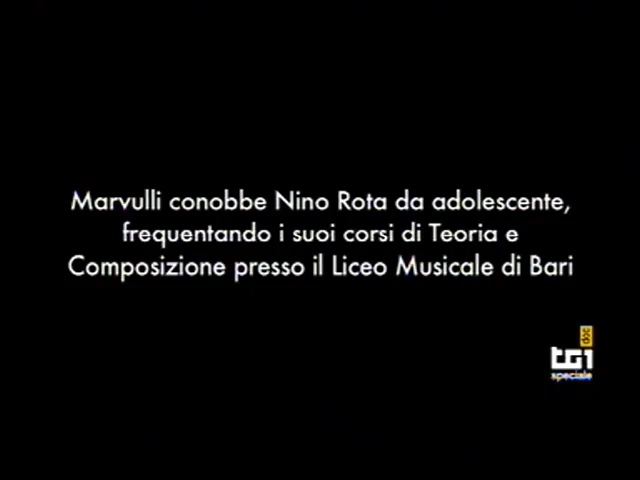 Marvulli conobbe Nino Rota da adolescente,
frequentando i suoi corsi di Teoria e
Composizione presso il Liceo Musicale di Bari
doc
tg1
speciale